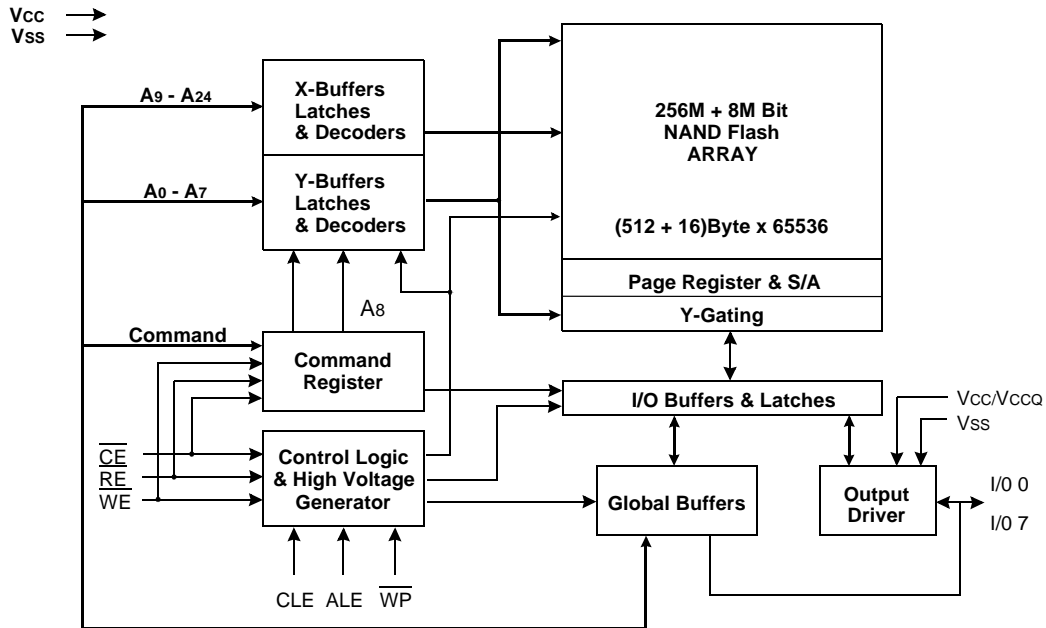 VCC
VSS
A9 - A24
X-Buffers
Latches
& Decoders
256M + 8M Bit
NAND Flash
ARRAY
A0 - A7
Y-Buffers
Latches
& Decoders
(512 + 16)Byte x 65536
Page Register & S/A
Y-Gating
A8
Command
Command
Register
I/O Buffers & Latches
VCC/VCCQ
VSS
CE
RE
WE
Control Logic
& High Voltage
Generator
Global Buffers
Output
Driver
I/0 0
I/0 7
CLE ALE WP